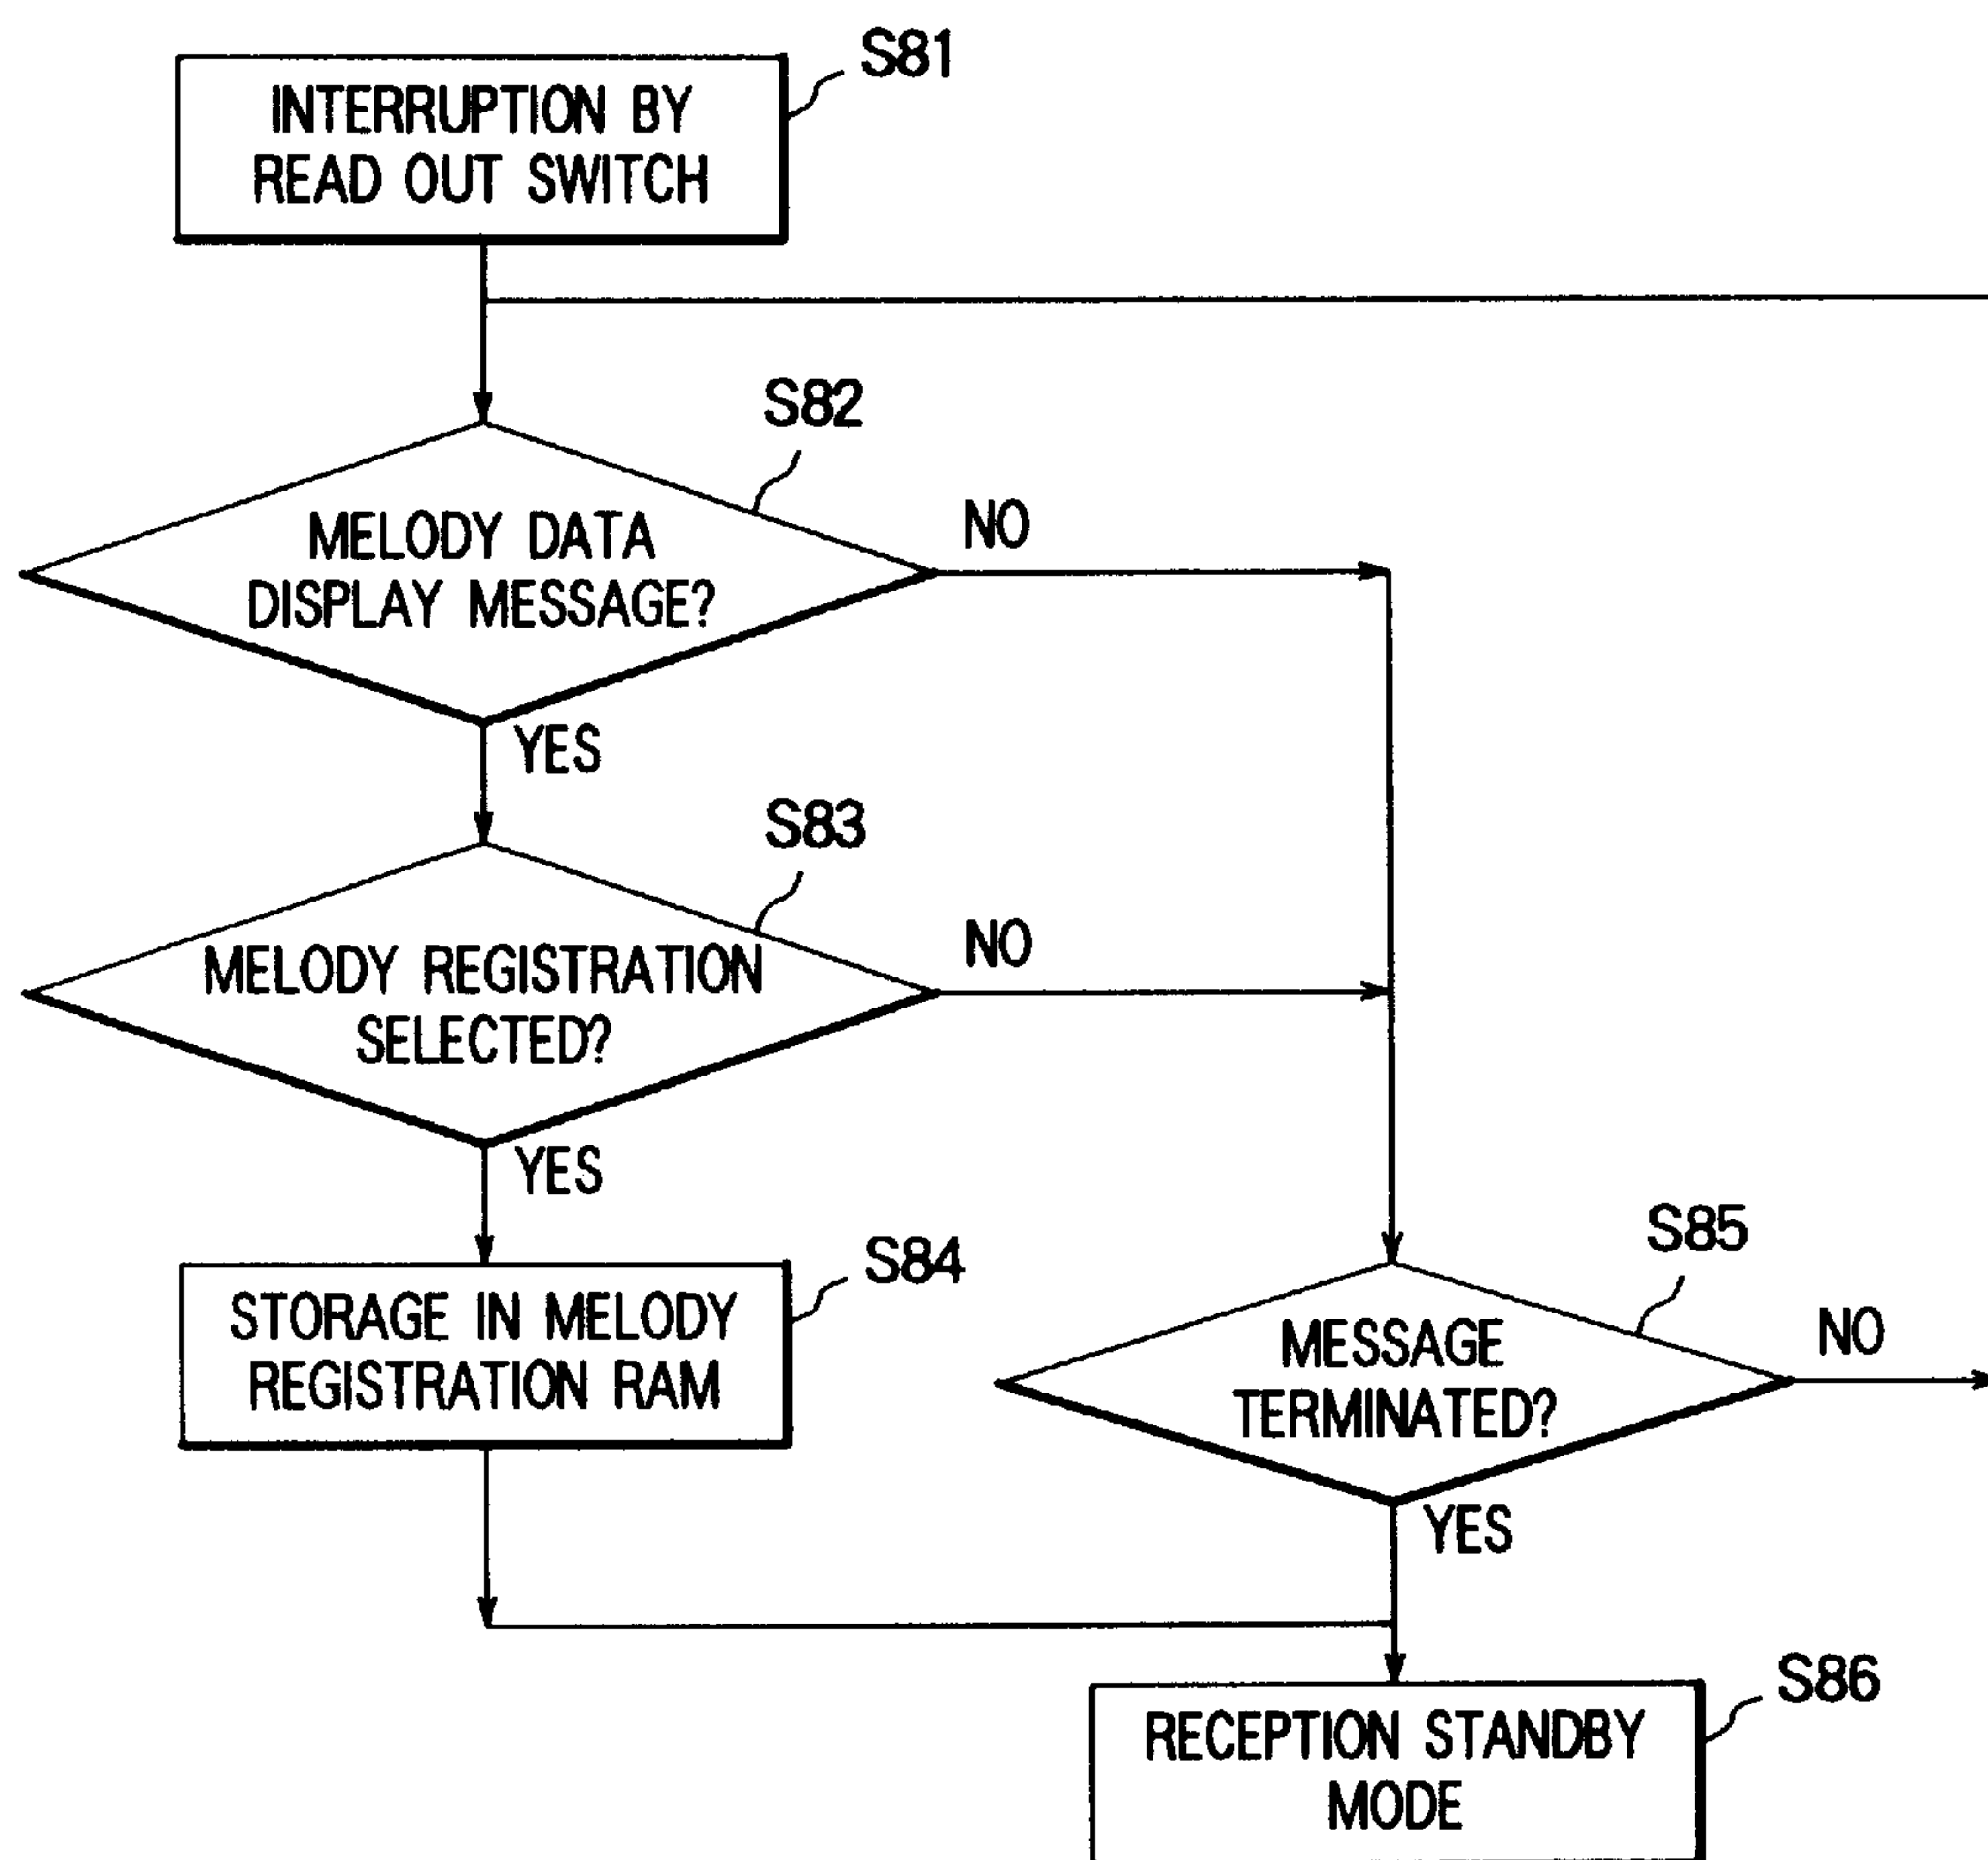 S81
INTERRUPTION BY
READ OUT SWITCH
S82
MELODY DATA
DISPLAY MESSAGE?
NO
YES
S83
MELODY REGISTRATION
SELECTED?
NO
YES
S84
STORAGE IN MELODY
REGISTRATION RAM
S85
MESSAGE
TERMINATED?
NO
YES
S86
RECEPTION STANDBY
MODE